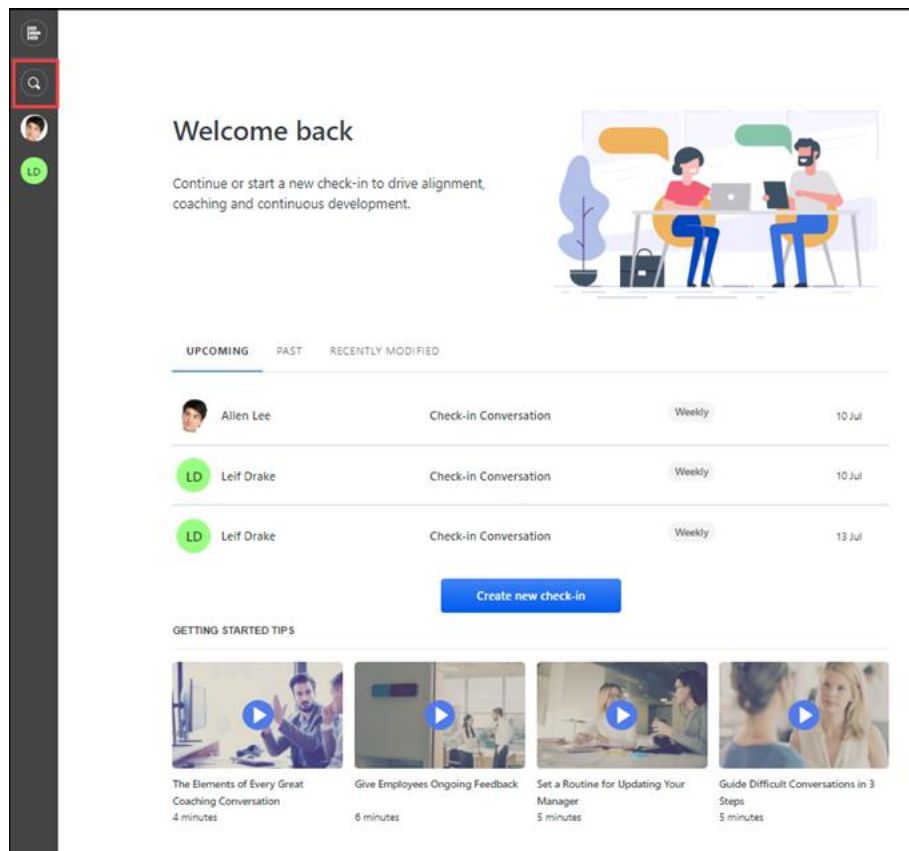 LD
Welcome back
Continue or start a new check-in to drive alignment,
coaching and continuous development.
UPCOMING PAST RECENTLY MODIFIED
Allen Lee Check-in Conversation Weekly 10 Jul
LD Leif Drake Check-in Conversation Weekly 10 Jul
LD Leif Drake Check-in Conversation Weekly 13 Jul
Create new check-in
GETTING STARTED TIPS
The Elements of Every Great
Coaching Conversation
4 minutes
Give Employees Ongoing Feedback
6 minutes
Set a Routine for Updating Your
Manager
5 minutes
Guide Difficult Conversations in 3
Steps
5 minutes